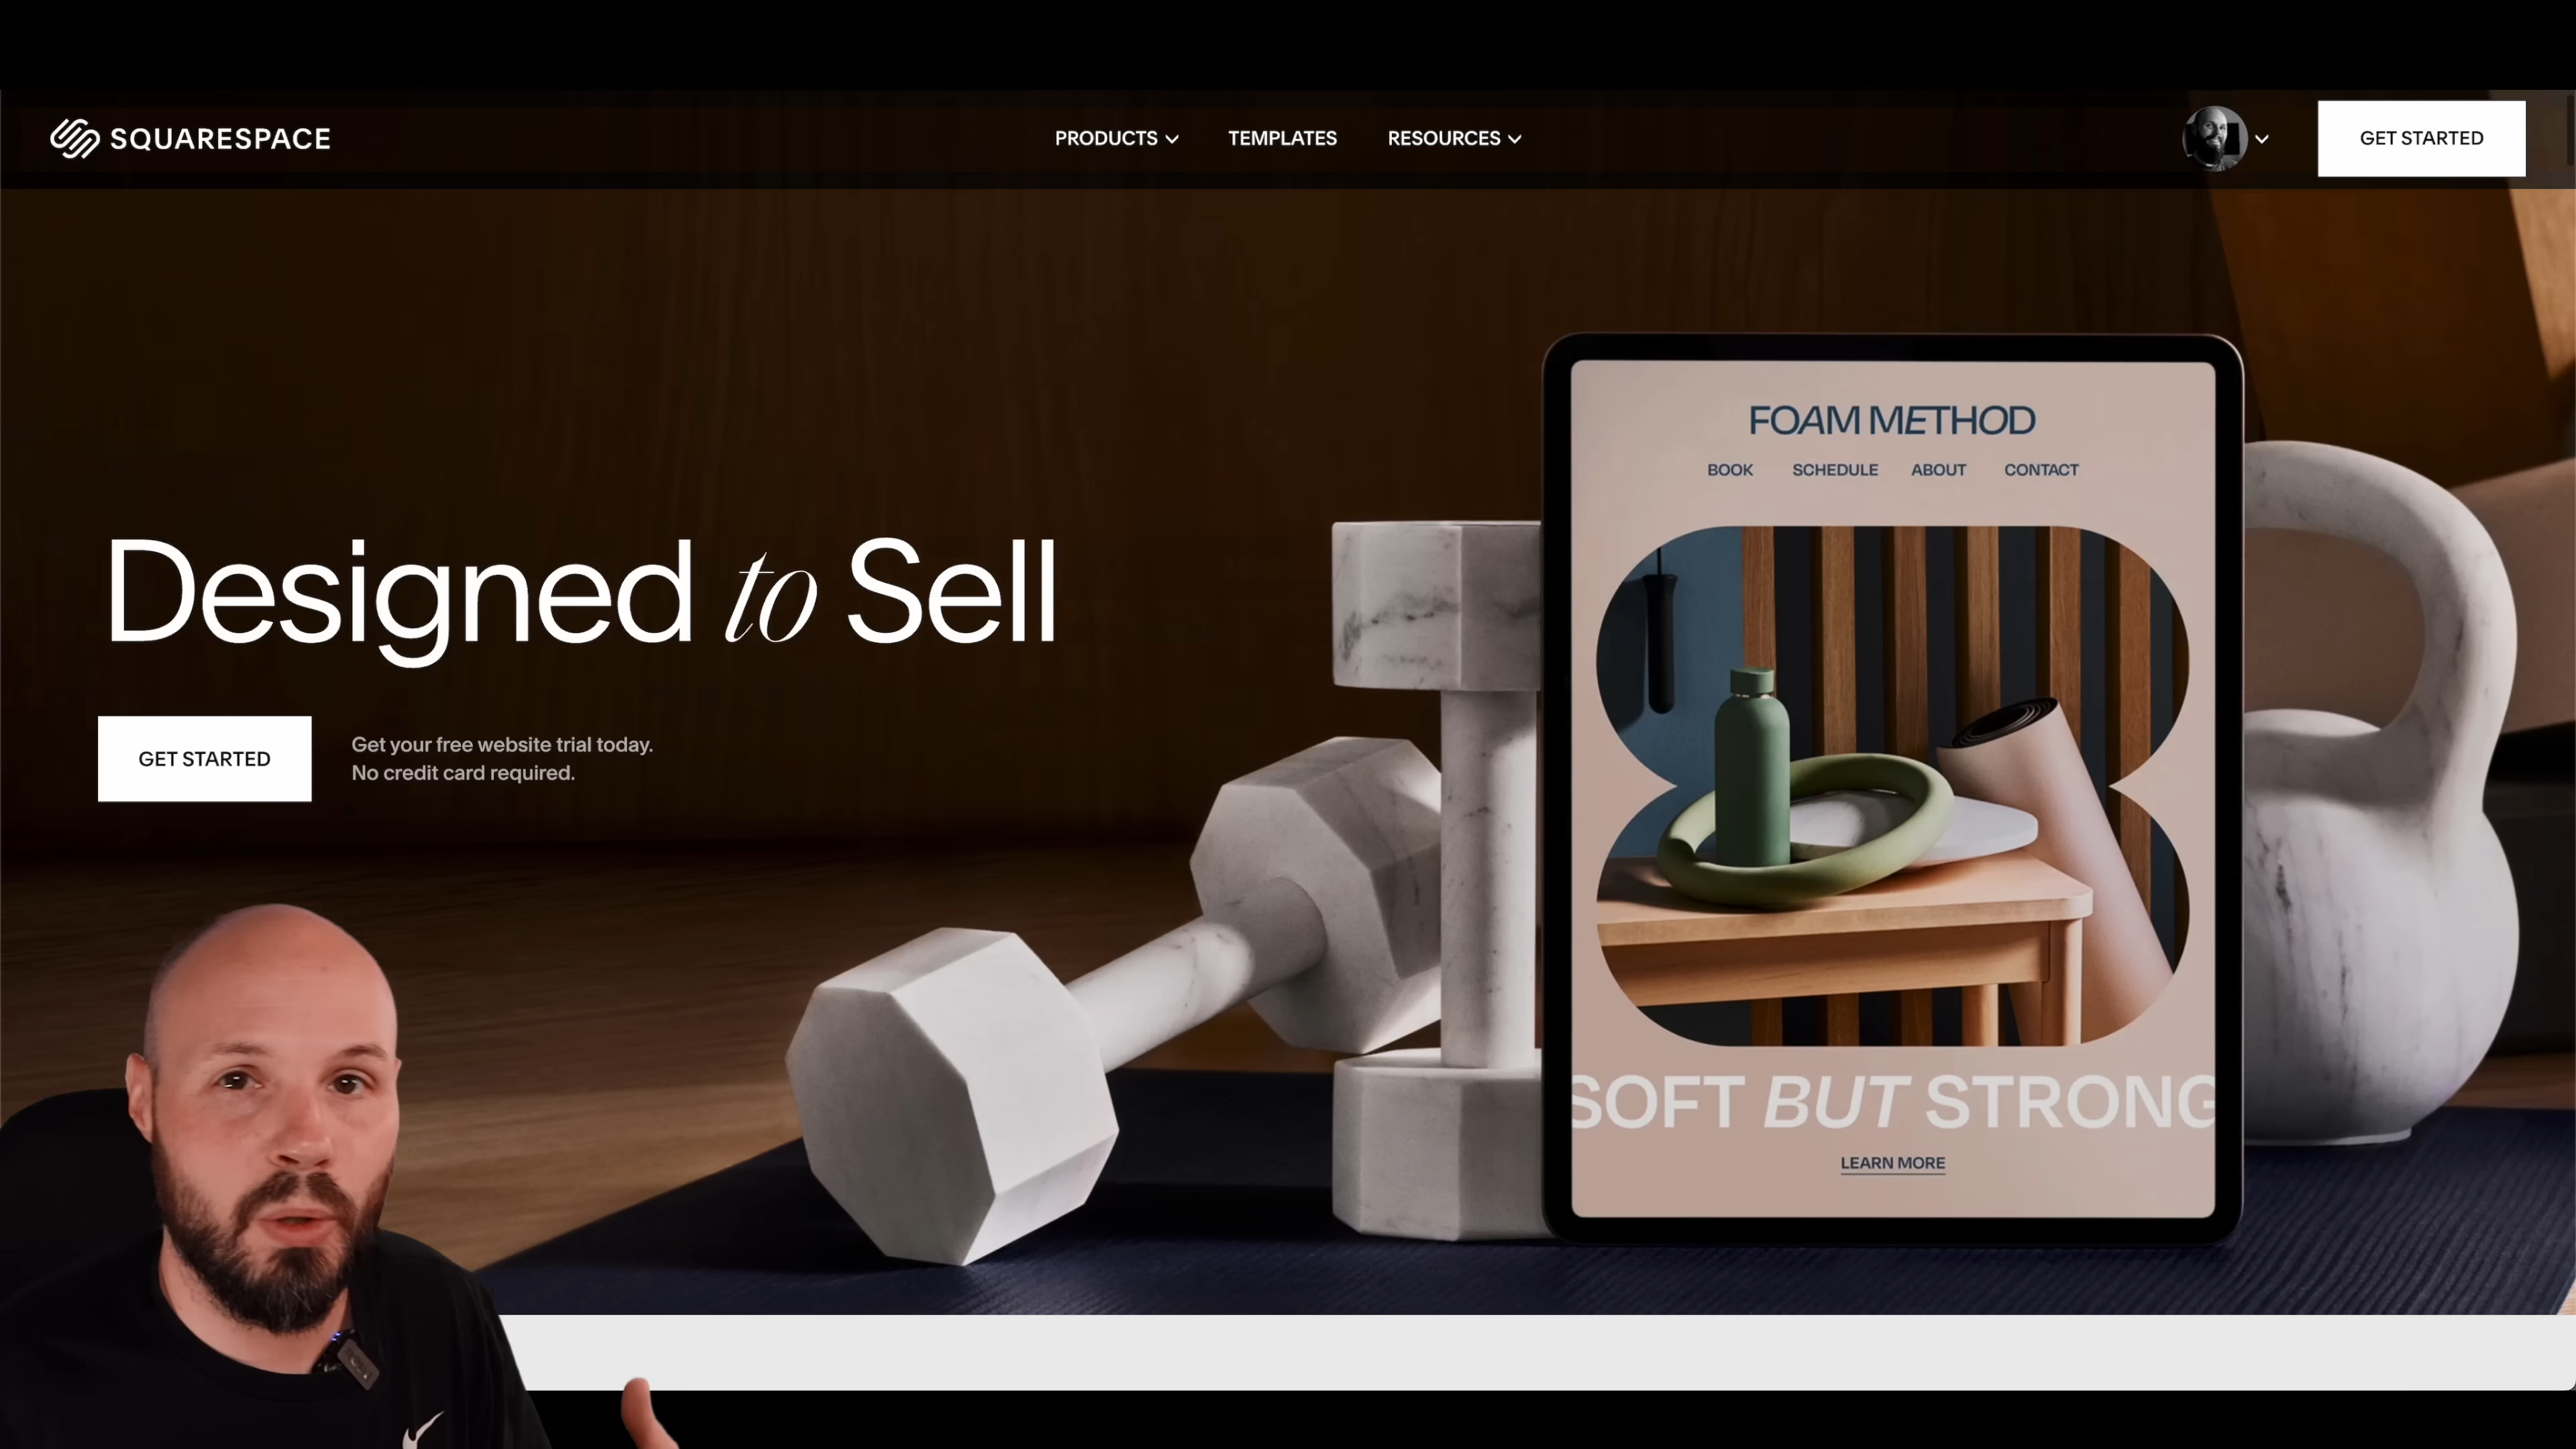 SQUARESPACE
PRODUCTS
TEMPLATES
RESOURCES
GET STARTED
Designed to Sell
GET STARTED
Get your free website trial today.
No credit card required.
FOAM METHOD
BOOK SCHEDULE ABOUT CONTACT
SOFT BUT STRONG
LEARN MORE